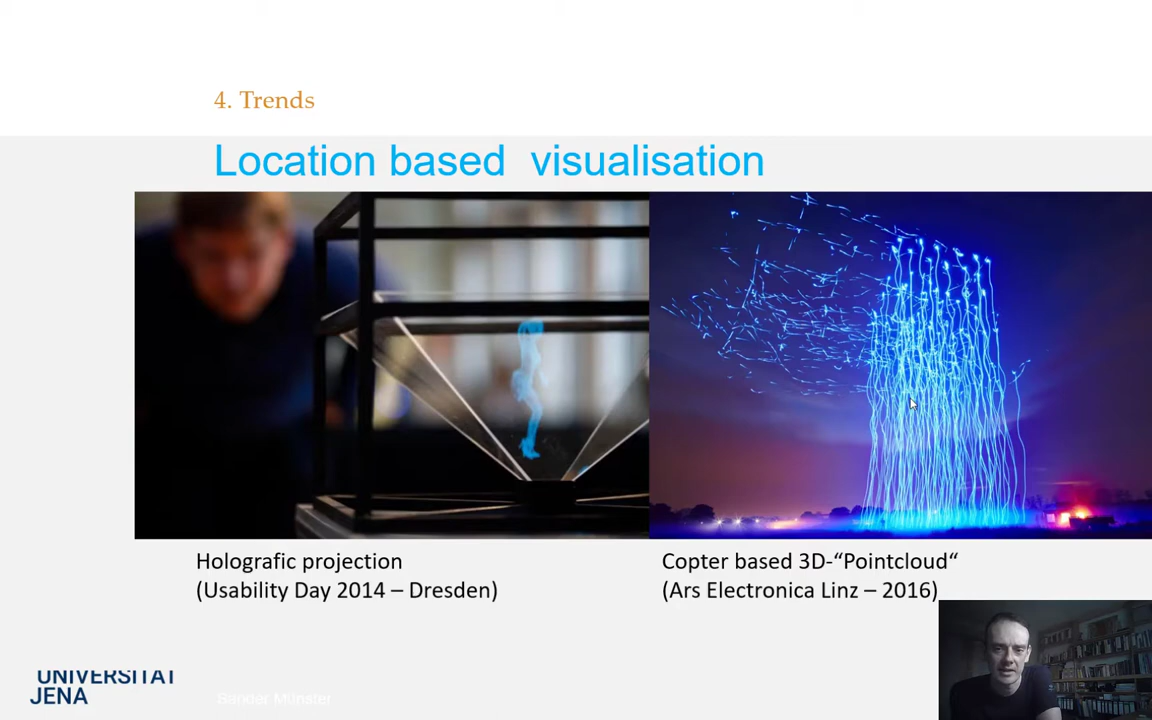 4. Trends
Location based  visualisation
Holografic projection
(Usability Day 2014 – Dresden)
Copter based 3D-“Pointcloud“
(Ars Electronica Linz – 2016)
UNIVERSITÄT
JENA
Sander Münster